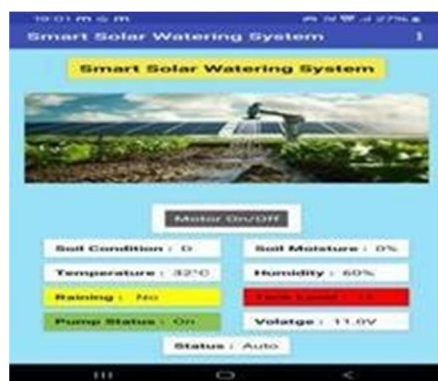 Smart Solar Watering System
Smart Solar Watering System
Motor On/Off
Soil Condition : D
Soil Moisture : 0%
Temperature : 32°C
Humidity : 60%
Raining : No
Pump Status : On
Volatge : 11.0V
Status : Auto